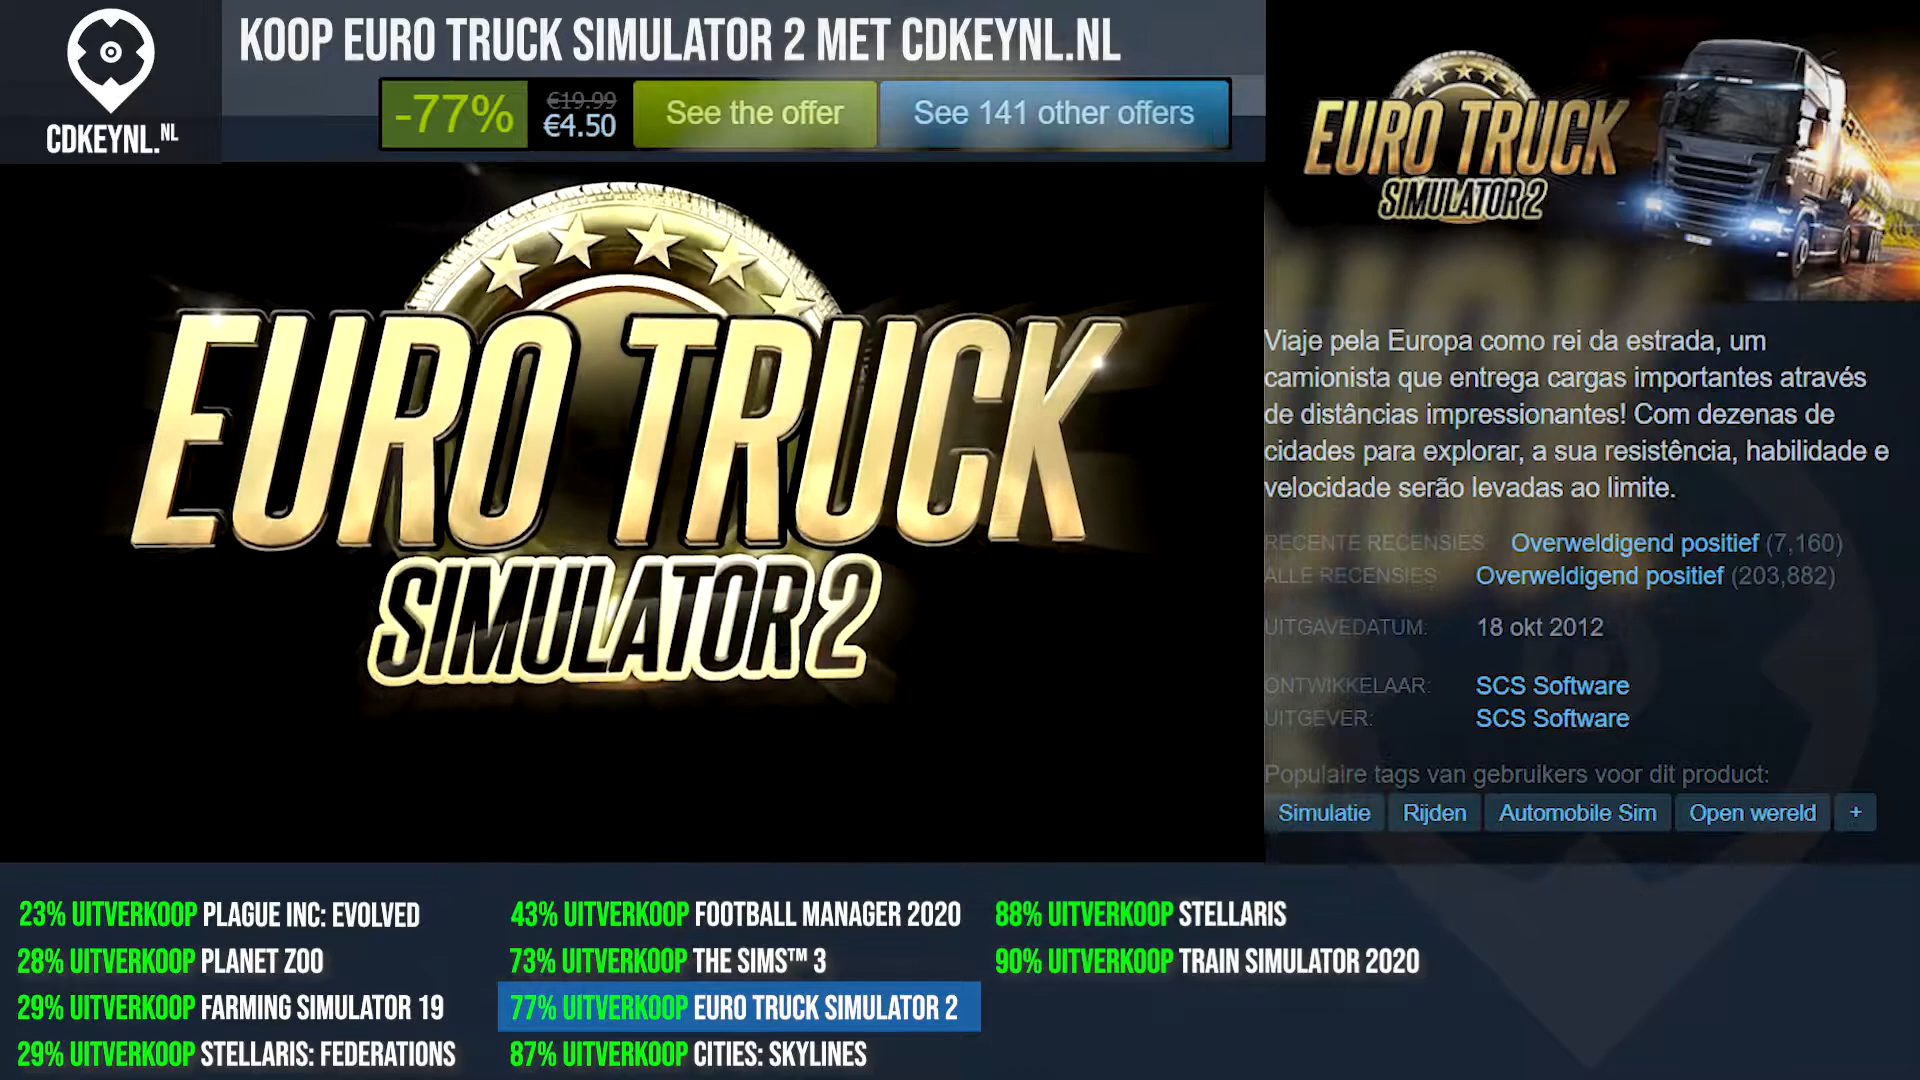 CDKEYNL.NL
KOOP EURO TRUCK SIMULATOR 2 MET CDKEYNL.NL
-77%
€19.99
€4.50
See the offer
See 141 other offers
EURO TRUCK
SIMULATOR 2
EURO TRUCK
SIMULATOR 2
Viaje pela Europa como rei da estrada, um
camionista que entrega cargas importantes através
de distâncias impressionantes! Com dezenas de
cidades para explorar, a sua resistência, habilidade e
velocidade serão levadas ao limite.
RECENTE RECENSIES Overweldigend positief (7,160)
ALLE RECENSIES Overweldigend positief (203,882)
UITGAVEDATUM: 18 okt 2012
ONTWIKKELAAR: SCS Software
UITGEVER: SCS Software
Populaire tags van gebruikers voor dit product:
Simulatie Rijden Automobile Sim Open wereld +
23% UITVERKOOP PLAGUE INC: EVOLVED
28% UITVERKOOP PLANET ZOO
29% UITVERKOOP FARMING SIMULATOR 19
29% UITVERKOOP STELLARIS: FEDERATIONS
43% UITVERKOOP FOOTBALL MANAGER 2020
73% UITVERKOOP THE SIMS™ 3
77% UITVERKOOP EURO TRUCK SIMULATOR 2
87% UITVERKOOP CITIES: SKYLINES
88% UITVERKOOP STELLARIS
90% UITVERKOOP TRAIN SIMULATOR 2020